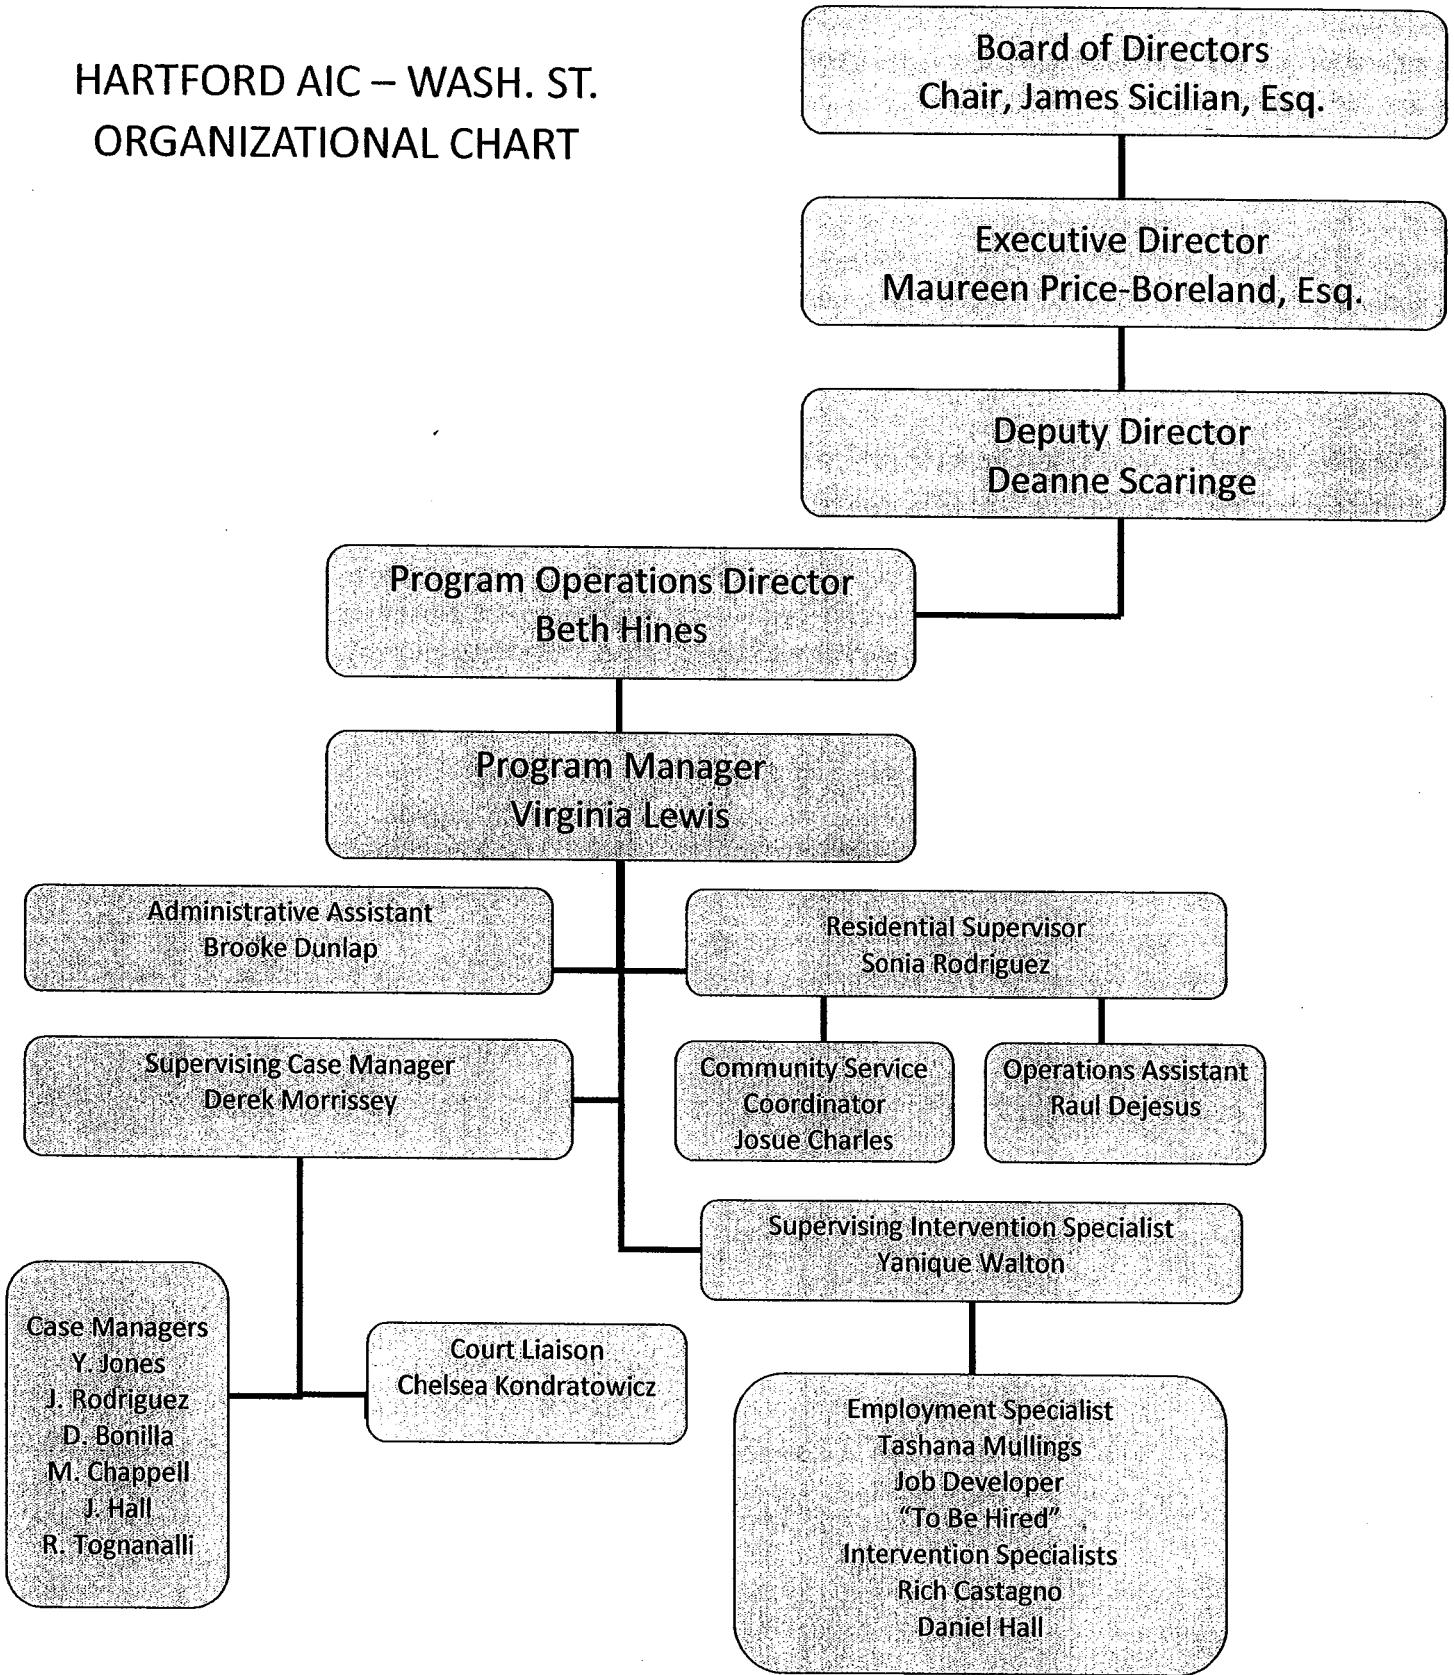 HARTFORD AIC – WASH. ST.
ORGANIZATIONAL CHART
Board of Directors
Chair, James Sicilian, Esq.
Executive Director
Maureen Price-Boreland, Esq.
Deputy Director
Deanne Scaringe
Program Operations Director
Beth Hines
Program Manager
Virginia Lewis
Administrative Assistant
Brooke Dunlap
Residential Supervisor
Sonia Rodriguez
Supervising Case Manager
Derek Morrissey
Community Service
Coordinator
Josue Charles
Operations Assistant
Raul Dejesus
Supervising Intervention Specialist
Yanique Walton
Case Managers
Y. Jones
J. Rodriguez
D. Bonilla
M. Chappell
J. Hall
R. Tognanalli
Court Liaison
Chelsea Kondratowicz
Employment Specialist
Tashana Mullings
Job Developer
“To Be Hired”
Intervention Specialists
Rich Castagno
Daniel Hall